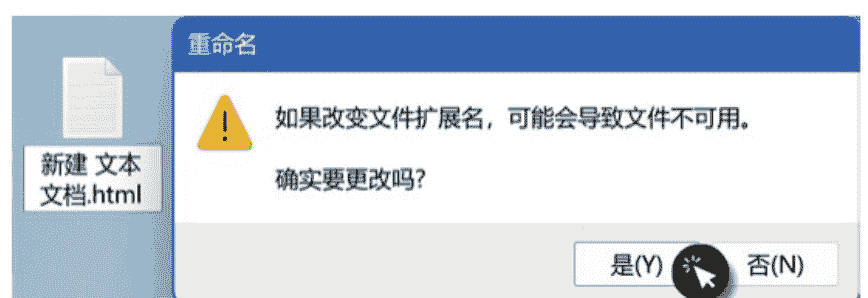 重命名
如果改变文件扩展名，可能会导致文件不可用。
确实要更改吗?
新建 文本
文档.html
是(Y)
否(N)